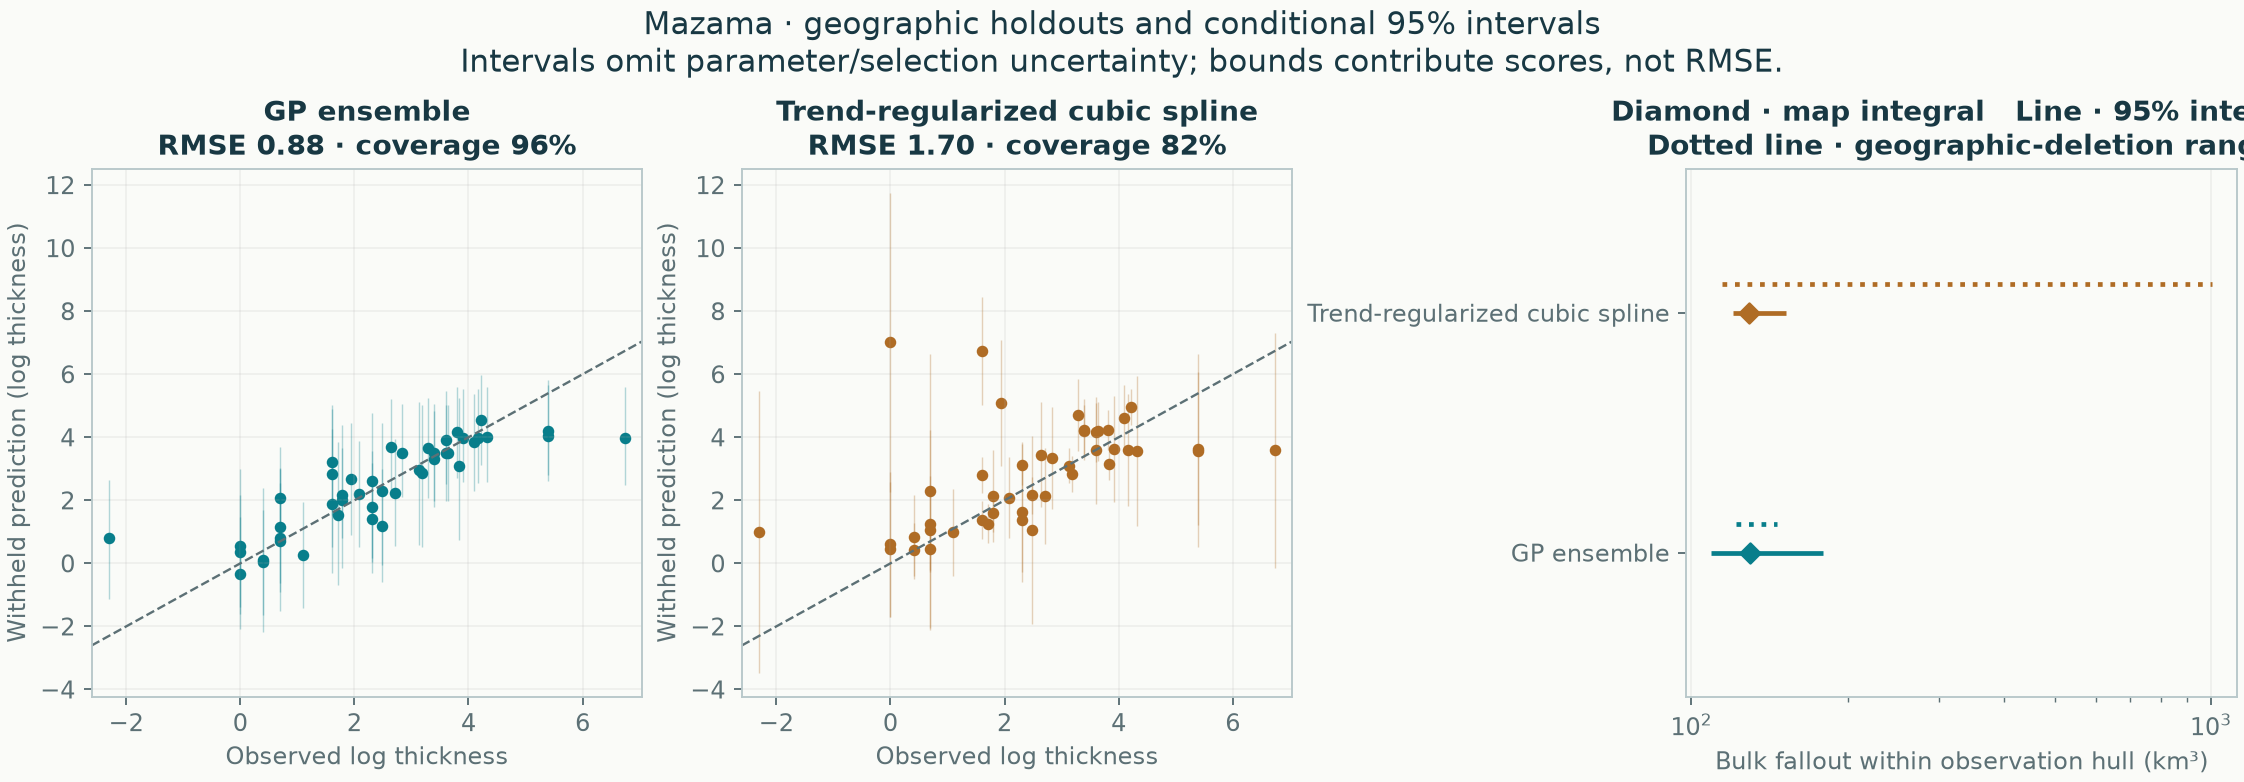 Mazama · geographic holdouts and conditional 95% intervals
Intervals omit parameter/selection uncertainty; bounds contribute scores, not RMSE.
GP ensemble
RMSE 0.88 · coverage 96%
Withheld prediction (log thickness)
12
10
8
6
4
2
0
−2
−4
−2
0
2
4
6
Observed log thickness
Trend-regularized cubic spline
RMSE 1.70 · coverage 82%
Withheld prediction (log thickness)
12
10
8
6
4
2
0
−2
−4
−2
0
2
4
6
Observed log thickness
Diamond · map integral Line · 95% inte
Dotted line · geographic-deletion rang
Trend-regularized cubic spline
GP ensemble
10²
10³
Bulk fallout within observation hull (km³)